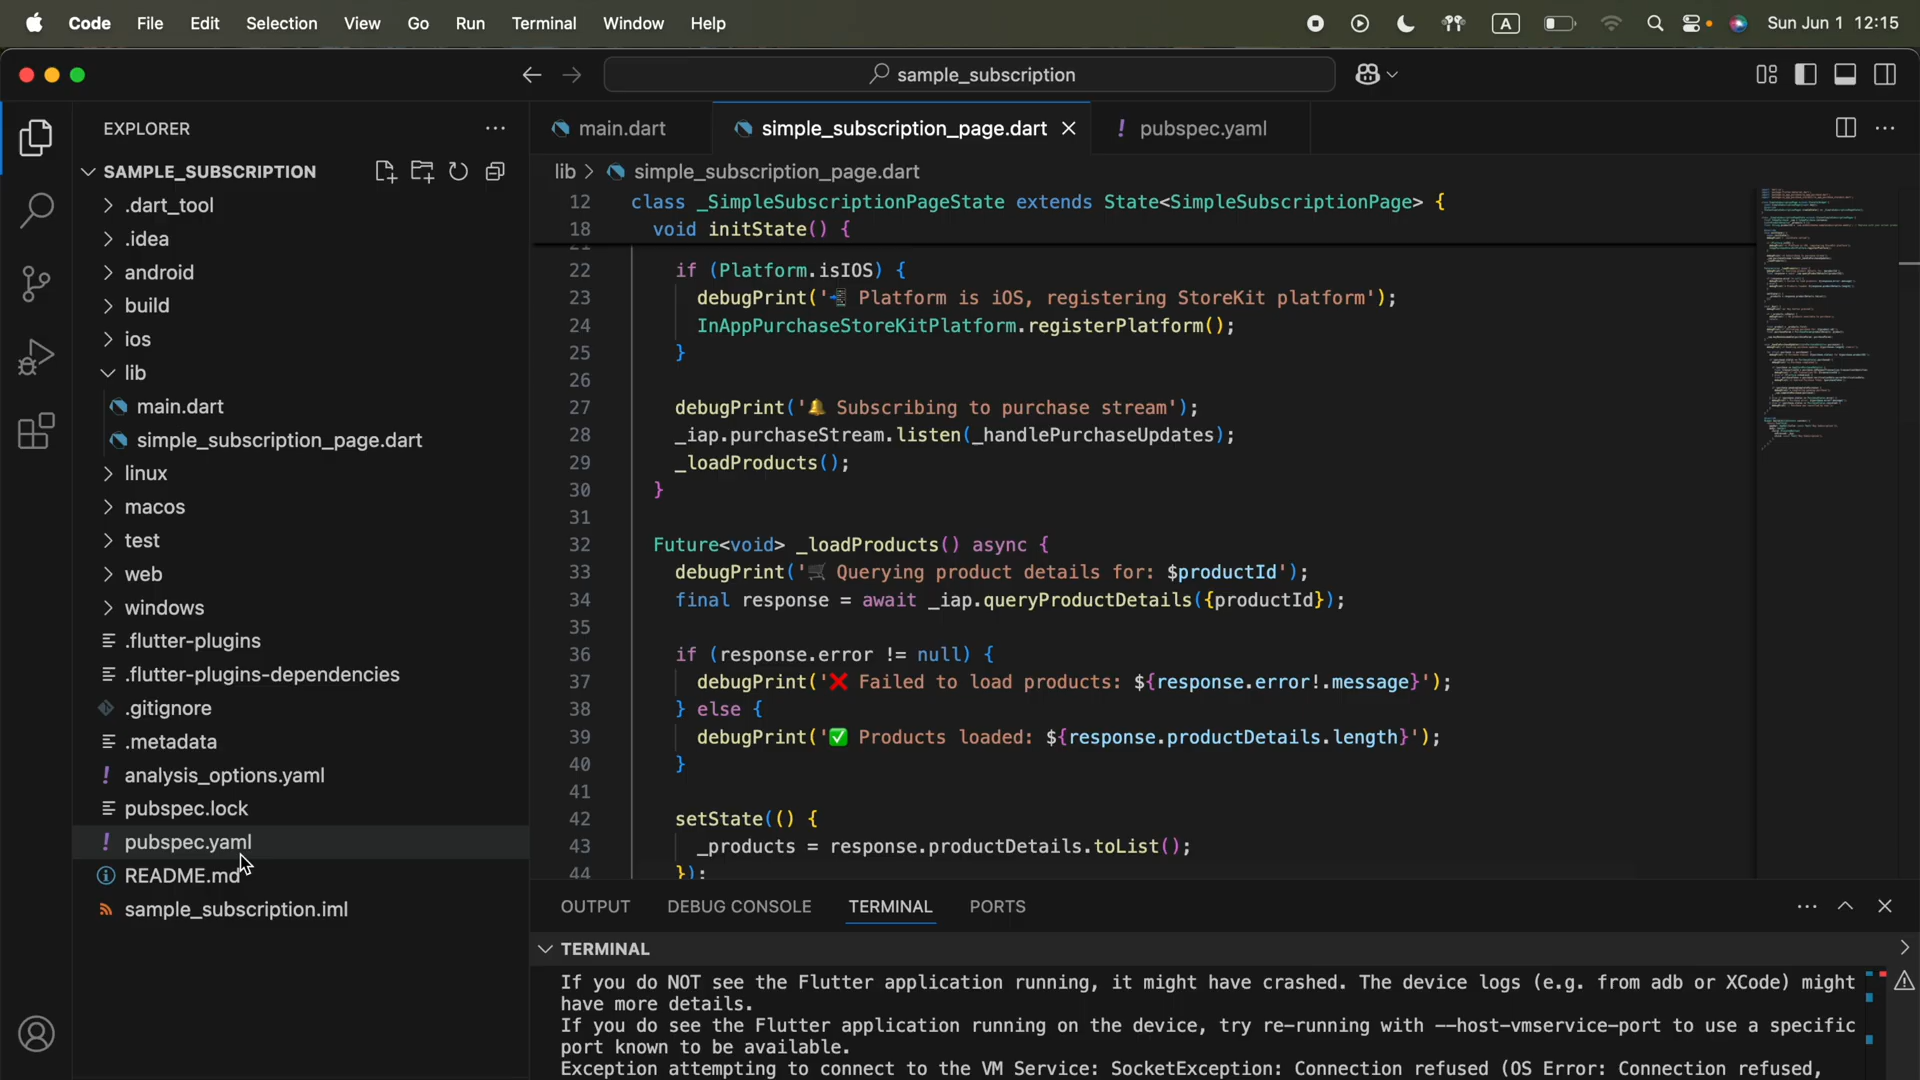 Code File Edit Selection View Go Run Terminal Window Help A Sun Jun 1 12:15
sample_subscription
EXPLORER
SAMPLE_SUBSCRIPTION
.dart_tool
.idea
android
build
ios
lib
main.dart
simple_subscription_page.dart
linux
macos
test
web
windows
.flutter-plugins
.flutter-plugins-dependencies
.gitignore
.metadata
! analysis_options.yaml
pubspec.lock
! pubspec.yaml
README.md
sample_subscription.iml
main.dart simple_subscription_page.dart ! pubspec.yaml
lib > simple_subscription_page.dart
12 class _SimpleSubscriptionPageState extends State<SimpleSubscriptionPage> {
18 void initState() {
21
22 if (Platform.isIOS) {
23 debugPrint('📲 Platform is iOS, registering StoreKit platform');
24 InAppPurchaseStoreKitPlatform.registerPlatform();
25 }
26
27 debugPrint('🔔 Subscribing to purchase stream');
28 _iap.purchaseStream.listen(_handlePurchaseUpdates);
29 _loadProducts();
30 }
31
32 Future<void> _loadProducts() async {
33 debugPrint('🛒 Querying product details for: $productId');
34 final response = await _iap.queryProductDetails({productId});
35
36 if (response.error != null) {
37 debugPrint('❌ Failed to load products: ${response.error!.message}');
38 } else {
39 debugPrint('✅ Products loaded: ${response.productDetails.length}');
40 }
41
42 setState(() {
43 _products = response.productDetails.toList();
44 });
OUTPUT DEBUG CONSOLE TERMINAL PORTS
TERMINAL
If you do NOT see the Flutter application running, it might have crashed. The device logs (e.g. from adb or XCode) might
have more details.
If you do see the Flutter application running on the device, try re-running with --host-vmservice-port to use a specific
port known to be available.
Exception attempting to connect to the VM Service: SocketException: Connection refused (OS Error: Connection refused,